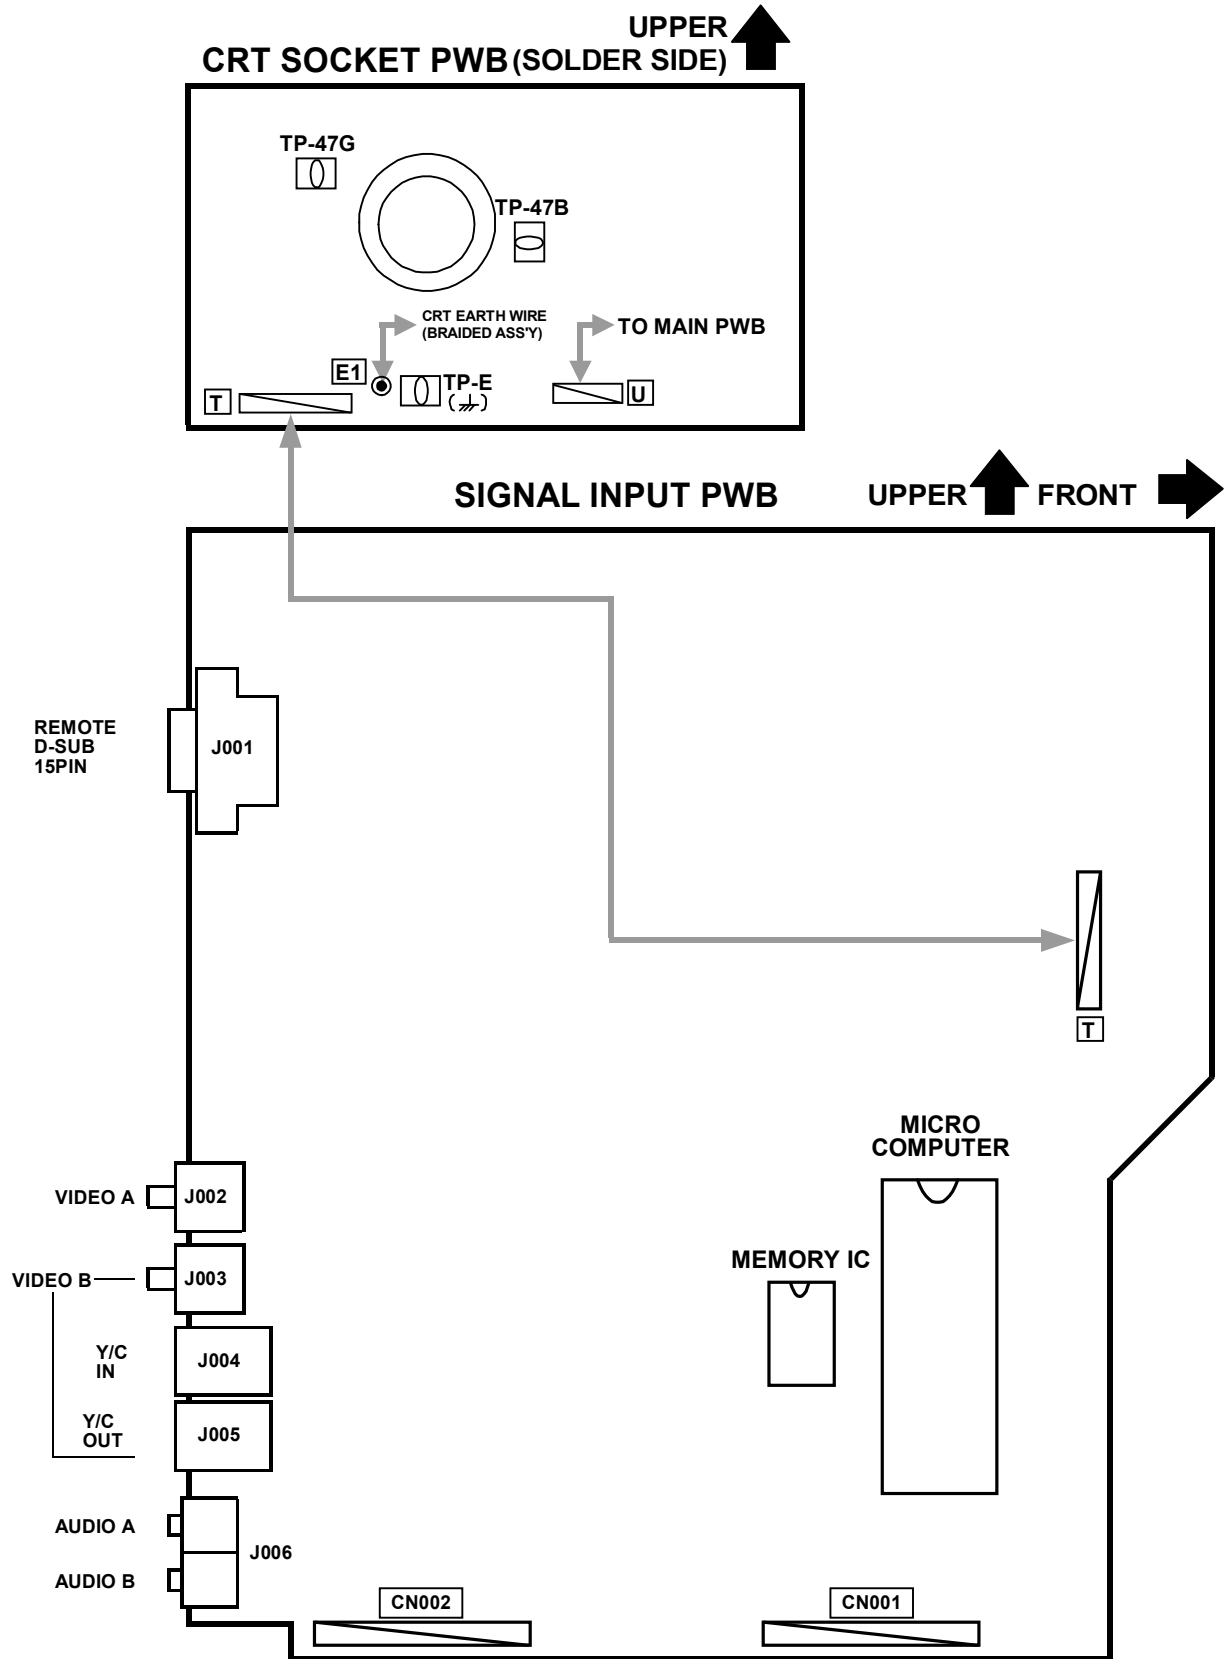 UPPER
CRT SOCKET PWB (SOLDER SIDE)
TP-47G
TP-47B
CRT EARTH WIRE
(BRAIDED ASS'Y)
TO MAIN PWB
E1
TP-E
T
U
SIGNAL INPUT PWB
UPPER
FRONT
REMOTE
D-SUB
15PIN
J001
T
MICRO
COMPUTER
VIDEO A
J002
MEMORY IC
VIDEO B
J003
Y/C
IN
J004
Y/C
OUT
J005
AUDIO A
J006
AUDIO B
CN002
CN001